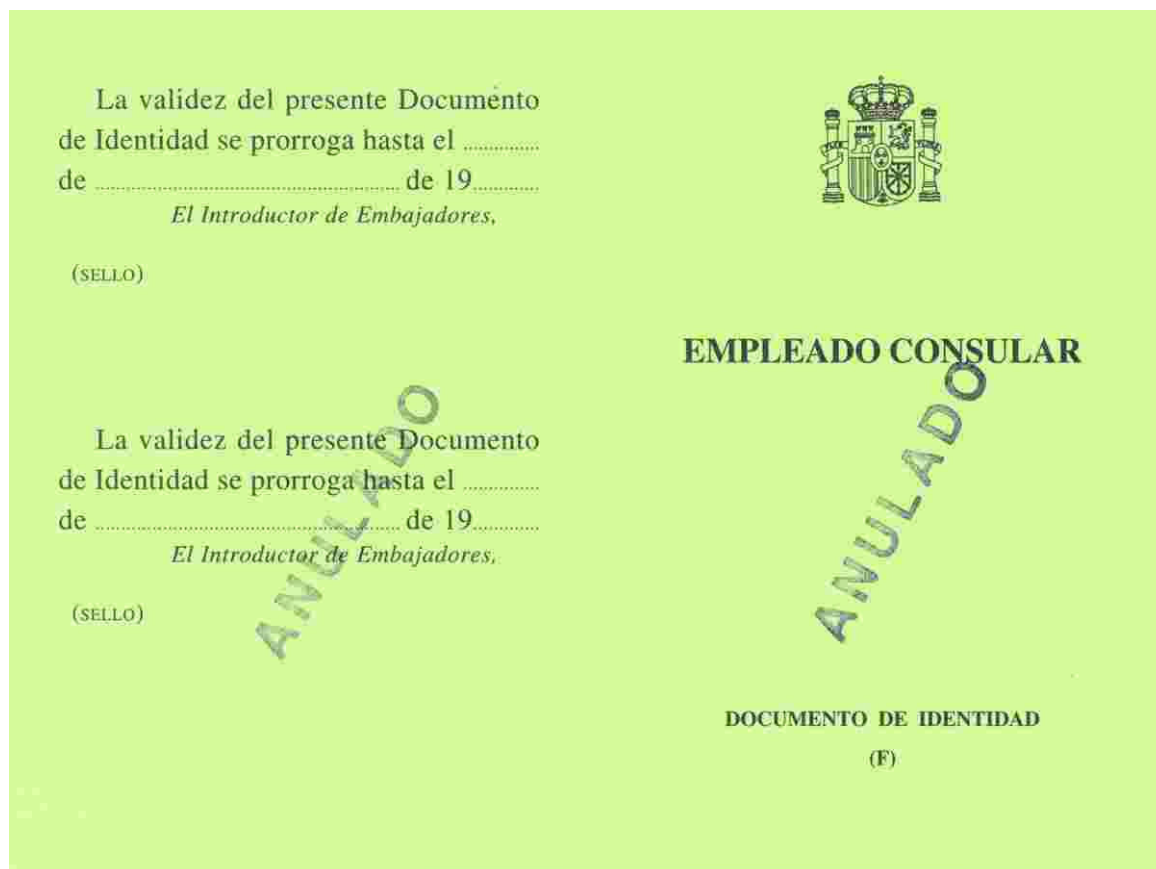 La validez del presente Documento
de Identidad se prorroga hasta el ..............
de ............................................................ de 19.............
El Introductor de Embajadores,
(SELLO)
La validez del presente Documento
de Identidad se prorroga hasta el ..............
de ............................................................ de 19.............
El Introductor de Embajadores,
(SELLO)
ANULADO
EMPLEADO CONSULAR
ANULADO
DOCUMENTO DE IDENTIDAD
(F)